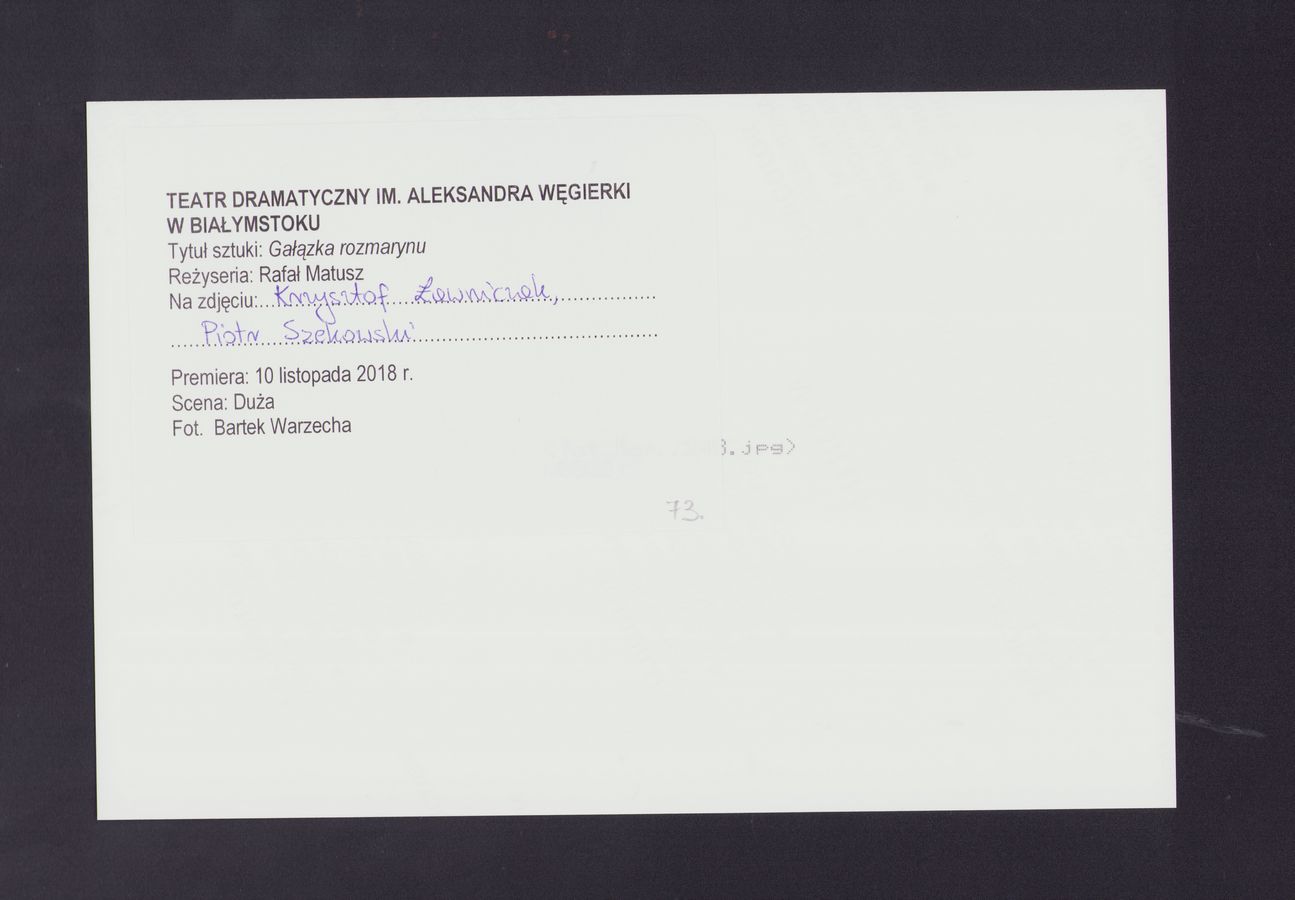 TEATR DRAMATYCZNY IM. ALEKSANDRA WĘGIERKI
W BIAŁYMSTOKU
Tytuł sztuki: Gałązka rozmarynu
Reżyseria: Rafał Matusz
Na zdjęciu:...Krzysztof Ławniczak,..................
.....Piotr Szekowski..................................................
Premiera: 10 listopada 2018 r.
Scena: Duża
Fot. Bartek Warzecha
.jpg)
73.